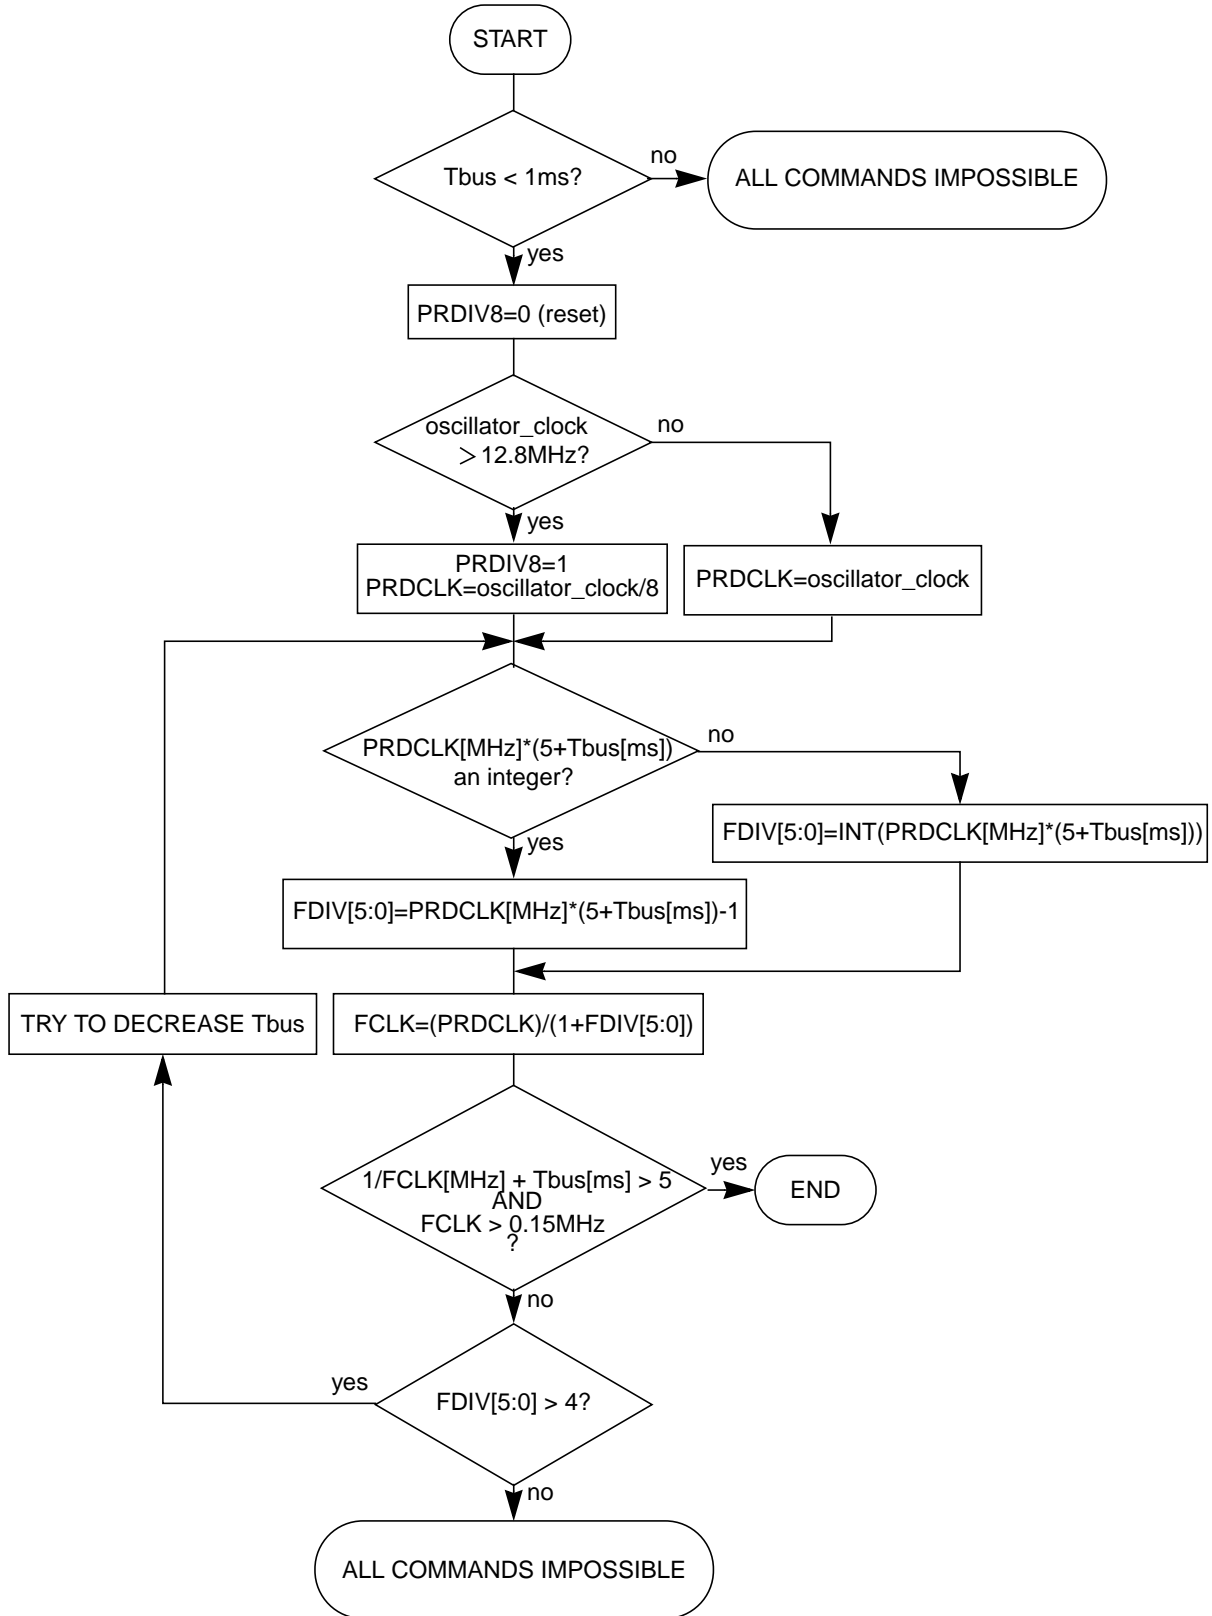 START
Tbus < 1ms?
no
ALL COMMANDS IMPOSSIBLE
yes
PRDIV8=0 (reset)
oscillator_clock
>12.8MHz?
no
yes
PRDIV8=1
PRDCLK=oscillator_clock/8
PRDCLK=oscillator_clock
PRDCLK[MHz]*(5+Tbus[ms])
an integer?
no
yes
FDIV[5:0]=INT(PRDCLK[MHz]*(5+Tbus[ms]))
FDIV[5:0]=PRDCLK[MHz]*(5+Tbus[ms])-1
TRY TO DECREASE Tbus
FCLK=(PRDCLK)/(1+FDIV[5:0])
1/FCLK[MHz] + Tbus[ms] > 5
AND
FCLK > 0.15MHz
?
yes
END
no
FDIV[5:0] > 4?
yes
no
ALL COMMANDS IMPOSSIBLE